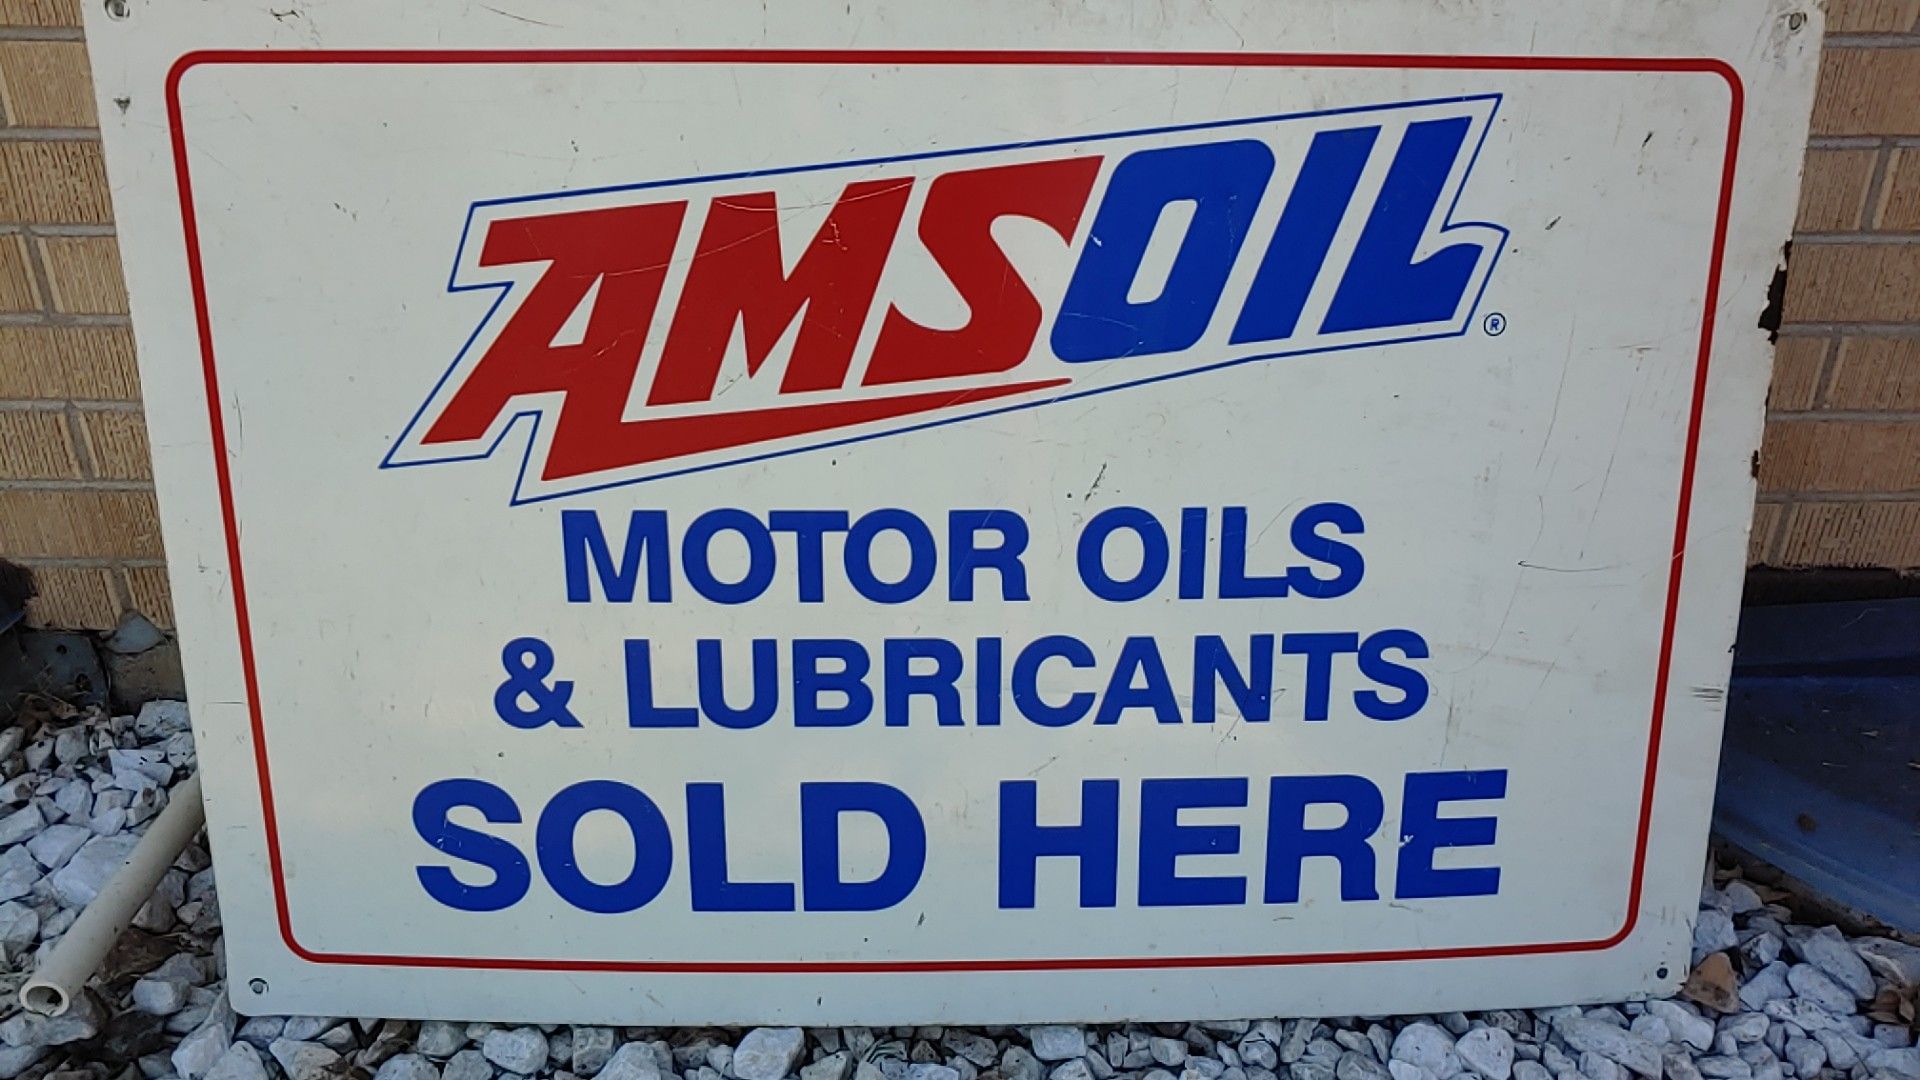 AMSOIL®
MOTOR OILS
& LUBRICANTS
SOLD HERE